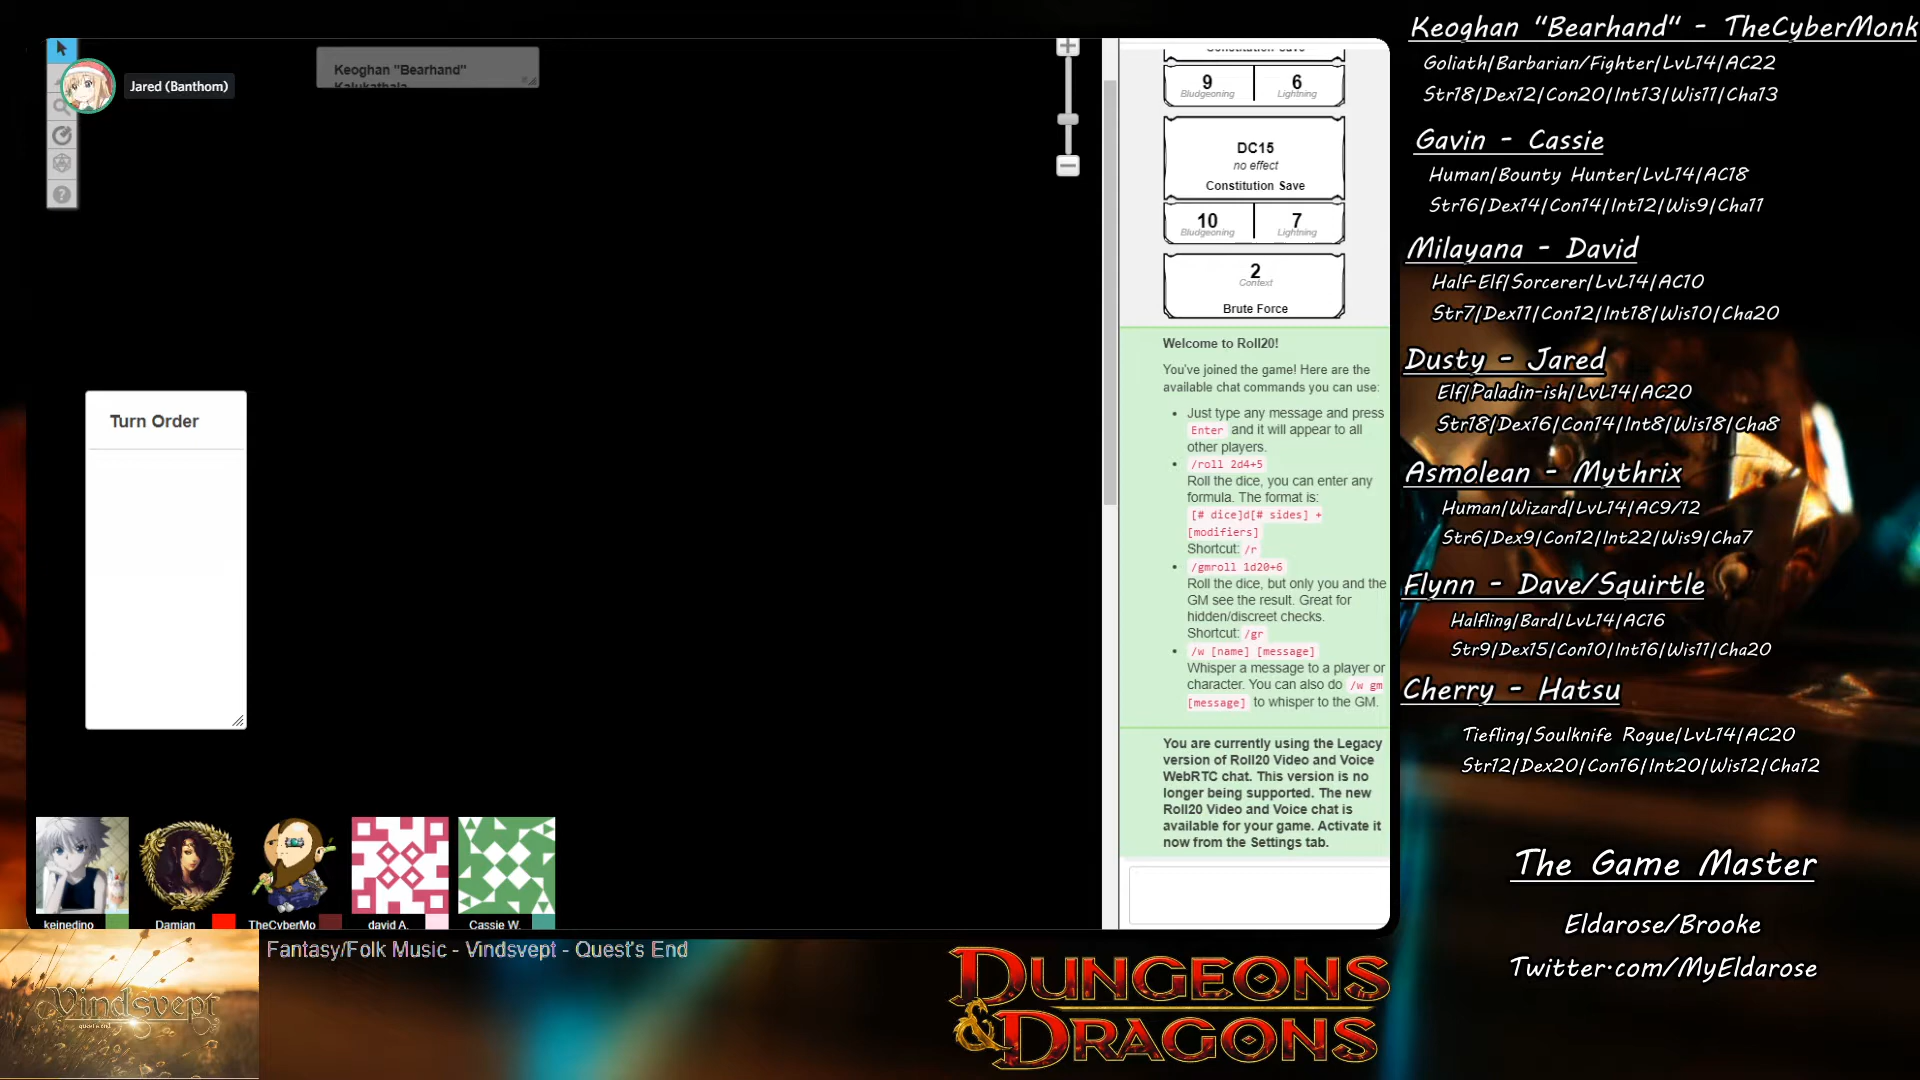 Jared (Banthom)
Keoghan "Bearhand"
Kalukathala
Turn Order
keinedino
Damian
TheCyberMo
david A.
Cassie W.
Constitution Save
9
Bludgeoning
6
Lightning
DC15
no effect
Constitution Save
10
Bludgeoning
7
Lightning
2
Context
Brute Force
Welcome to Roll20!
You've joined the game! Here are the
available chat commands you can use:
Just type any message and press
Enter and it will appear to all
other players.
/roll 2d4+5
Roll the dice, you can enter any
formula. The format is:
[# dice]d[# sides] +
[modifiers]
Shortcut: /r
/gmroll 1d20+6
Roll the dice, but only you and the
GM see the result. Great for
hidden/discreet checks.
Shortcut: /gr
/w [name] [message]
Whisper a message to a player or
character. You can also do /w gm
[message] to whisper to the GM.
You are currently using the Legacy
version of Roll20 Video and Voice
WebRTC chat. This version is no
longer being supported. The new
Roll20 Video and Voice chat is
available for your game. Activate it
now from the Settings tab.
Keoghan "Bearhand" - TheCyberMonk
Goliath|Barbarian/Fighter|LvL14|AC22
Str18|Dex12|Con20|Int13|Wis11|Cha13
Gavin - Cassie
Human|Bounty Hunter|LvL14|AC18
Str16|Dex14|Con14|Int12|Wis9|Cha11
Milayana - David
Half-Elf|Sorcerer|LvL14|AC10
Str7|Dex11|Con12|Int18|Wis10|Cha20
Dusty - Jared
Elf|Paladin-ish|LvL14|AC20
Str18|Dex16|Con14|Int8|Wis18|Cha8
Asmolean - Mythrix
Human|Wizard|LvL14|AC9/12
Str6|Dex9|Con12|Int22|Wis9|Cha7
Flynn - Dave/Squirtle
Halfling|Bard|LvL14|AC16
Str9|Dex15|Con10|Int16|Wis11|Cha20
Cherry - Hatsu
Tiefling|Soulknife Rogue|LvL14|AC20
Str12|Dex20|Con16|Int20|Wis12|Cha12
The Game Master
Eldarose/Brooke
Twitter.com/MyEldarose
Vindsvept
quest's end
Fantasy/Folk Music - Vindsvept - Quest's End
DUNGEONS
& DRAGONS